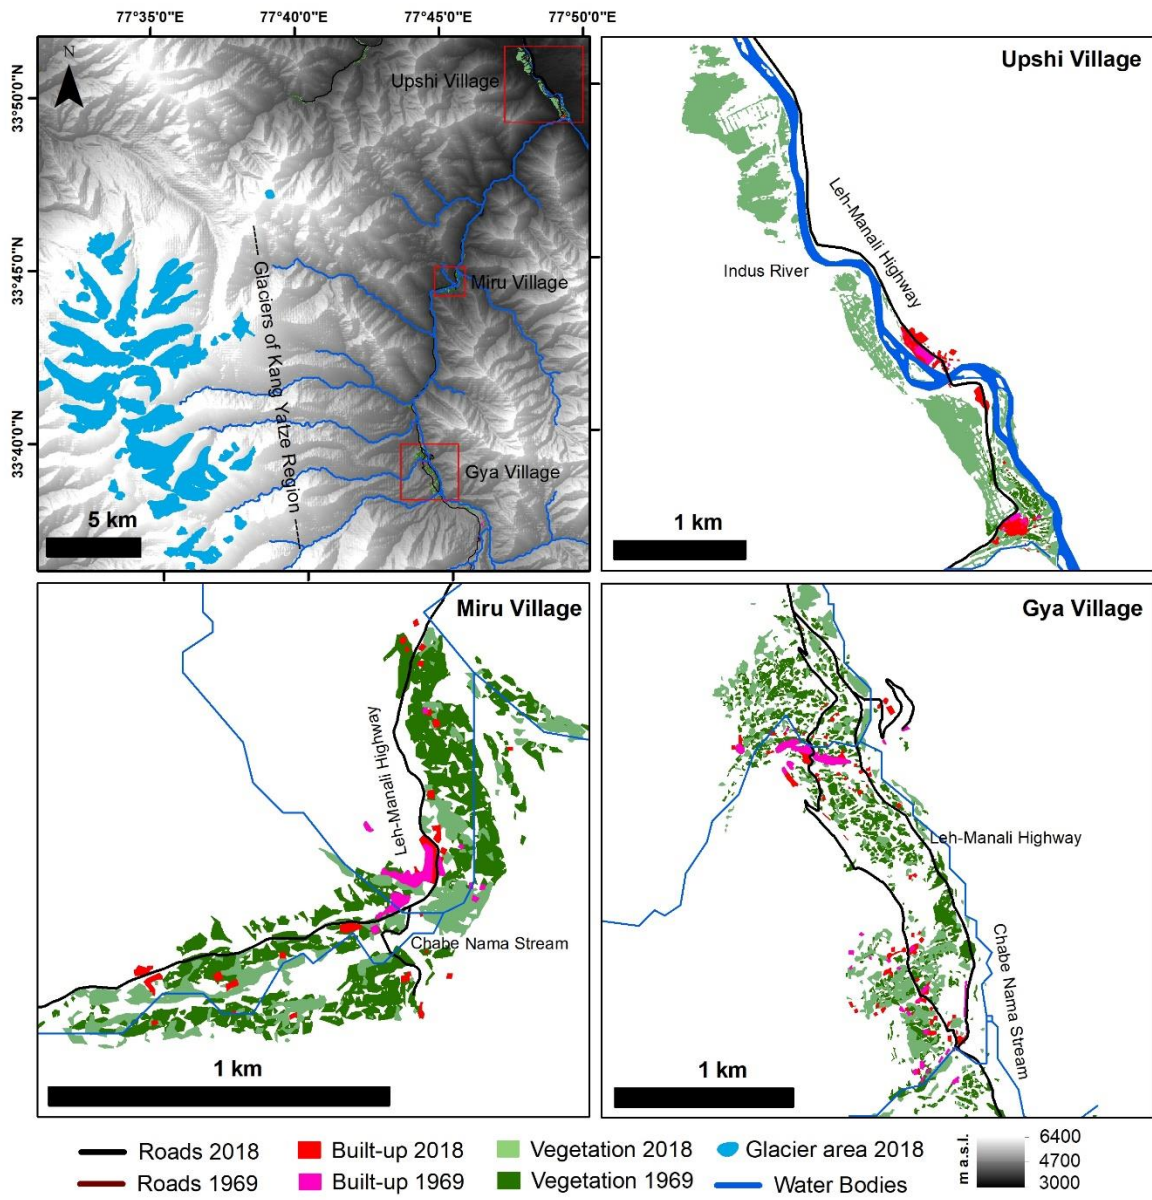 77°35'0"E 77°40'0"E 77°45'0"E 77°50'0"E
33°50'0"N
33°45'0"N
33°40'0"N
N
Upshi Village
Miru Village
Gya Village
Glaciers of Kang Yatze Region
5 km
Upshi Village
Leh-Manali Highway
Indus River
1 km
Miru Village
Leh-Manali Highway
Chabe Nama Stream
1 km
Gya Village
Leh-Manali Highway
Chabe Nama Stream
1 km
Roads 2018 Built-up 2018 Vegetation 2018 Glacier area 2018
Roads 1969 Built-up 1969 Vegetation 1969 Water Bodies
m a.s.l.
6400
4700
3000